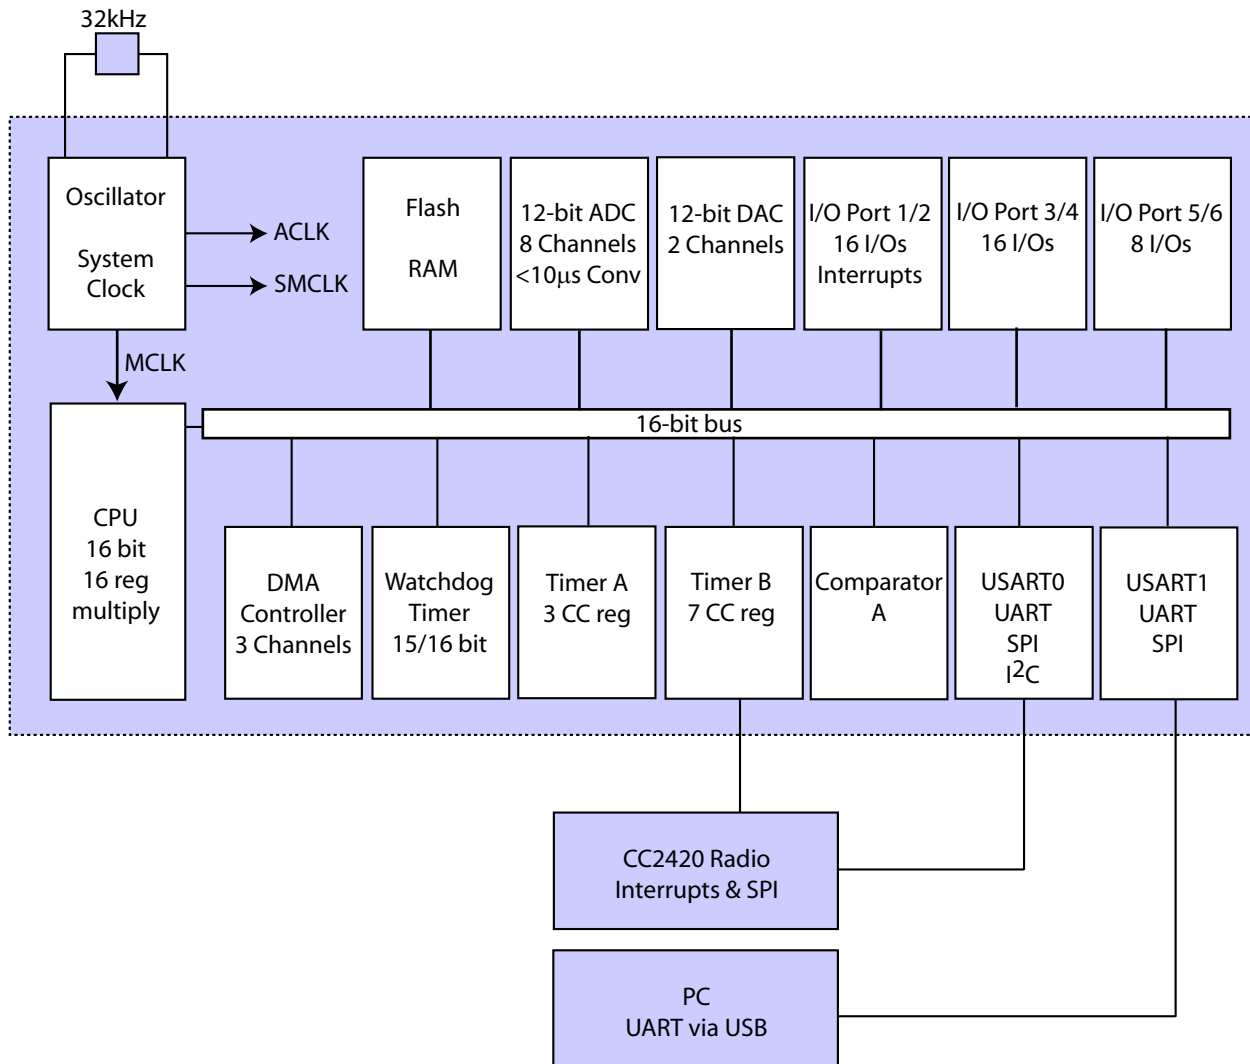 32kHz
Oscillator
System
Clock
ACLK
SMCLK
MCLK
Flash
RAM
12-bit ADC
8 Channels
<10µs Conv
12-bit DAC
2 Channels
I/O Port 1/2
16 I/Os
Interrupts
I/O Port 3/4
16 I/Os
I/O Port 5/6
8 I/Os
16-bit bus
CPU
16 bit
16 reg
multiply
DMA
Controller
3 Channels
Watchdog
Timer
15/16 bit
Timer A
3 CC reg
Timer B
7 CC reg
Comparator
A
USART0
UART
SPI
I²C
USART1
UART
SPI
CC2420 Radio
Interrupts & SPI
PC
UART via USB